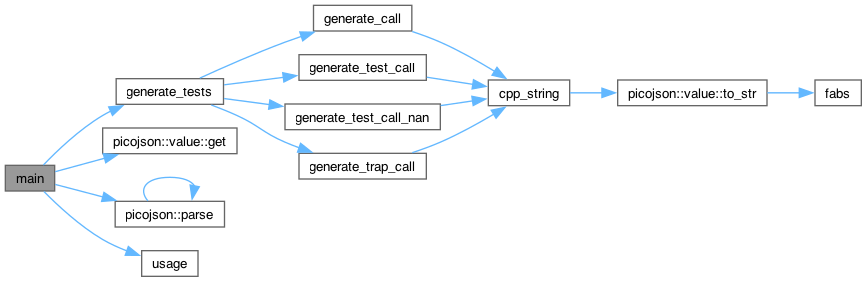 main
generate_tests
picojson::value::get
picojson::parse
usage
generate_call
generate_test_call
generate_test_call_nan
generate_trap_call
cpp_string
picojson::value::to_str
fabs